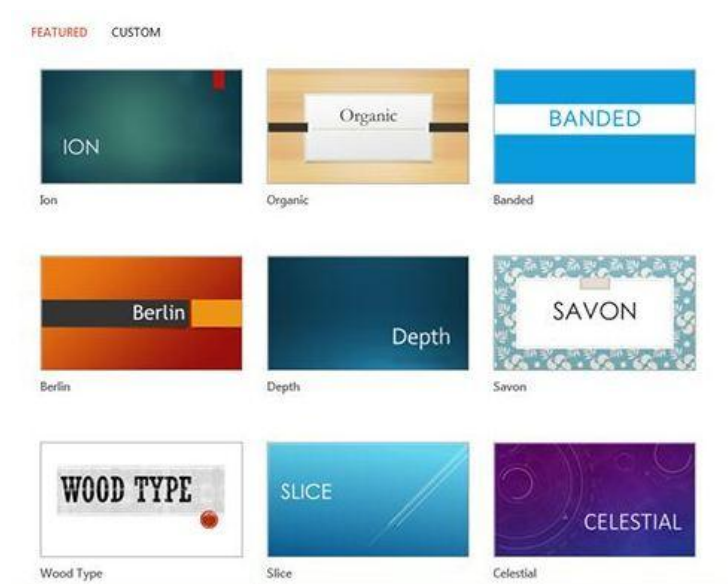 FEATURED CUSTOM
ION
Organic
BANDED
Ion
Organic
Banded
Berlin
Depth
SAVON
Berlin
Depth
Savon
WOOD TYPE
SLICE
CELESTIAL
Wood Type
Slice
Celestial